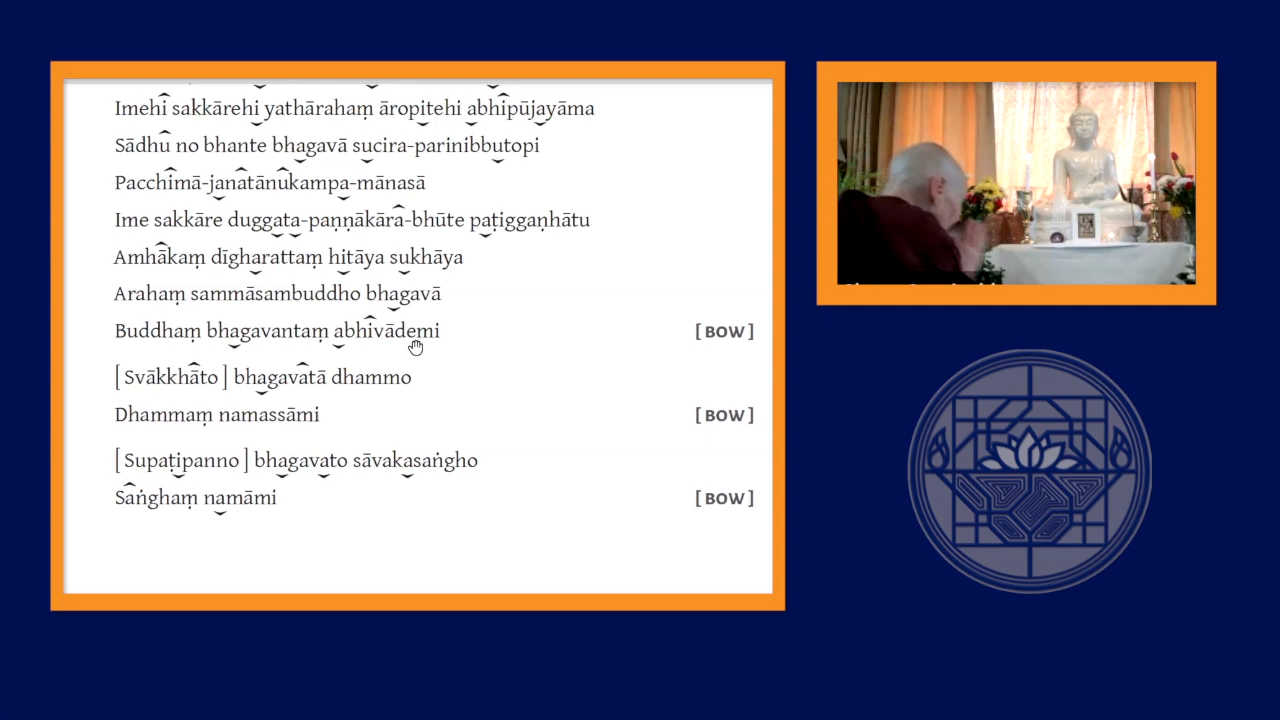 Imehi sakkārehi yathārahaṃ āropitehi abhipūjayāma
Sādhu no bhante bhagavā sucira-parinibbutopi
Pacchimā-janatānukampa-mānasā
Ime sakkāre duggata-paṇṇākāra-bhūte paṭiggaṇhātu
Amhākaṃ dīgharattaṃ hitāya sukhāya
Arahaṃ sammāsambuddho bhagavā
Buddhaṃ bhagavantaṃ abhivādemi [ BOW ]
[ Svākkhāto ] bhagavatā dhammo
Dhammaṃ namassāmi [ BOW ]
[ Supaṭipanno ] bhagavato sāvakasaṅgho
Saṅghaṃ namāmi [ BOW ]